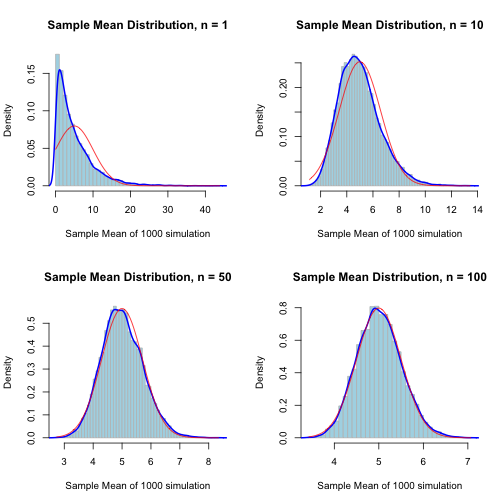 Sample Mean Distribution, n = 1
Density
0.00 0.05 0.10 0.15
0 10 20 30 40
Sample Mean of 1000 simulation
Sample Mean Distribution, n = 10
Density
0.00 0.10 0.20
2 4 6 8 10 12 14
Sample Mean of 1000 simulation
Sample Mean Distribution, n = 50
Density
0.0 0.1 0.2 0.3 0.4 0.5
3 4 5 6 7 8
Sample Mean of 1000 simulation
Sample Mean Distribution, n = 100
Density
0.0 0.2 0.4 0.6 0.8
4 5 6 7
Sample Mean of 1000 simulation